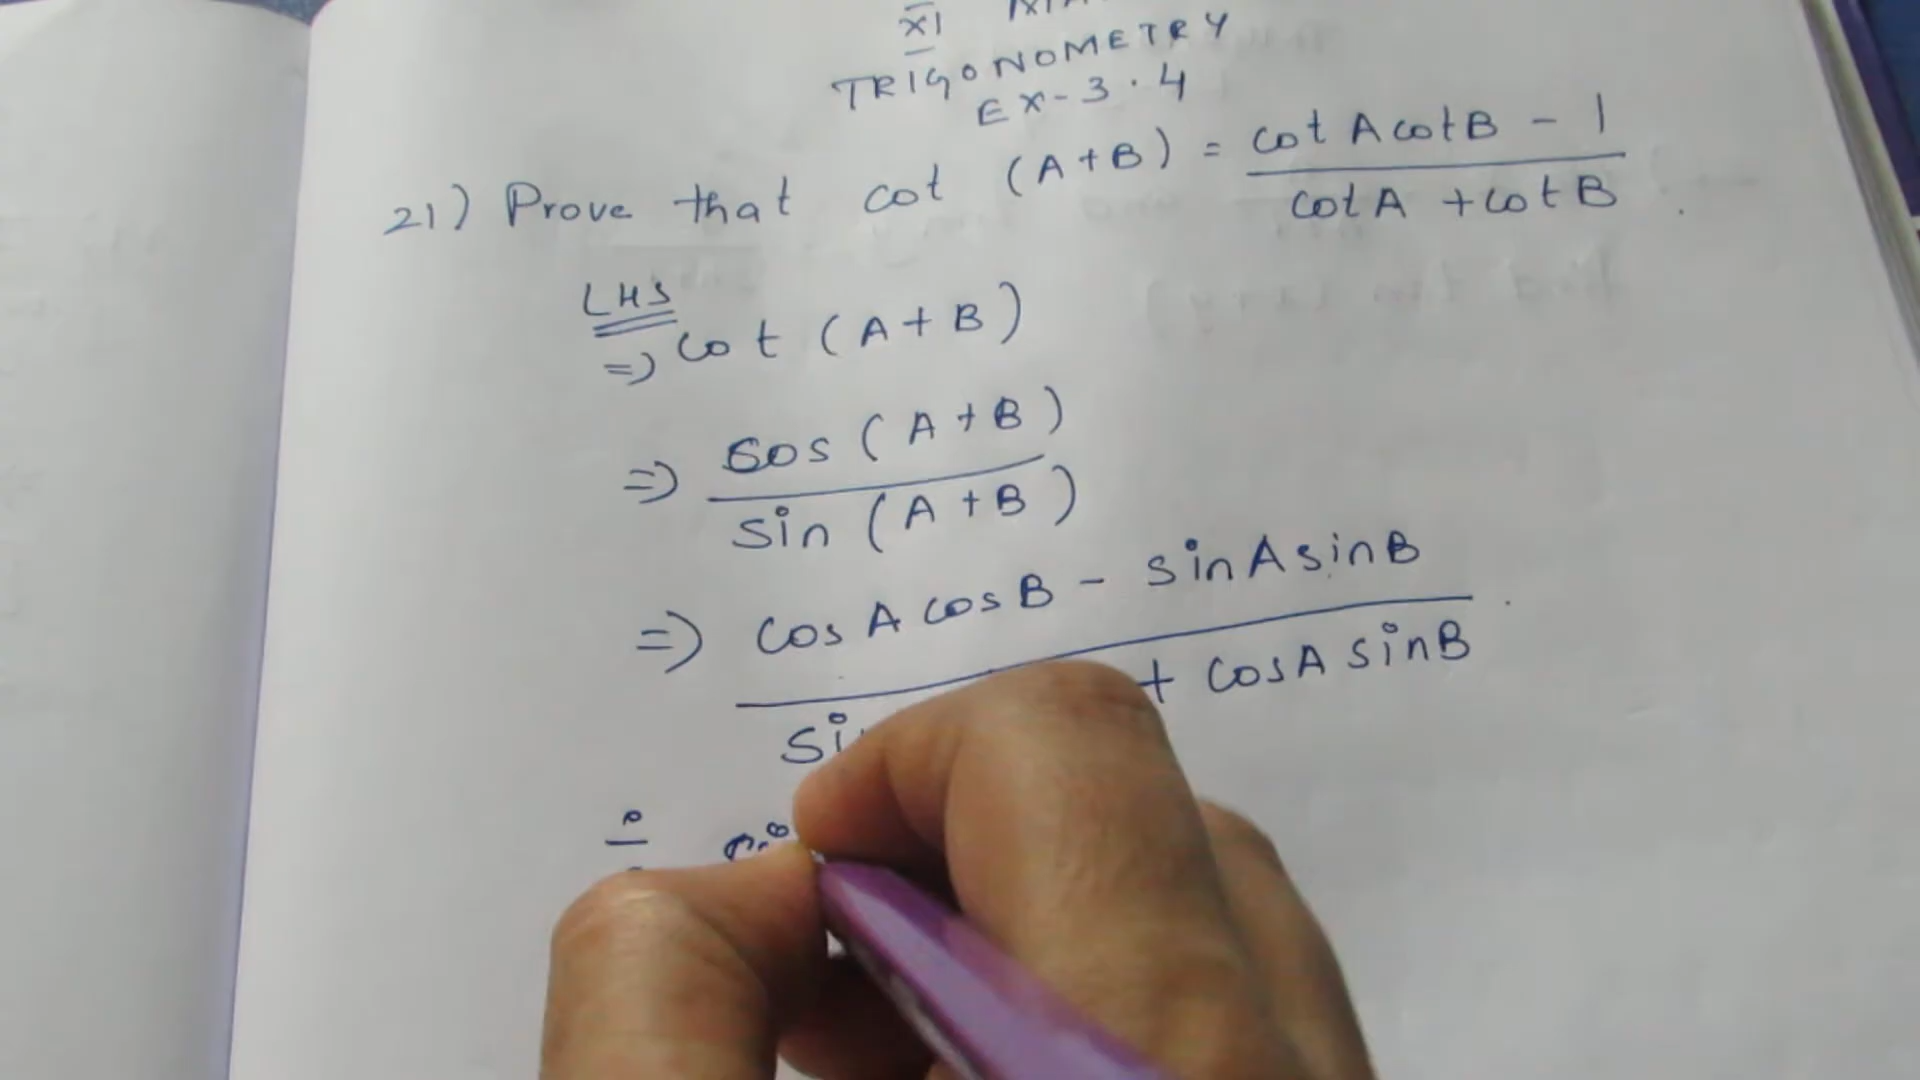 XI
TRIGONOMETRY
EX-3.4
21) Prove that cot (A+B) = cot A cot B - 1
cot A + cot B .
LHS
=> cot (A+B)
=> cos (A+B)
sin (A+B)
=> cos A cos B - sin A sin B
+ cos A sin B